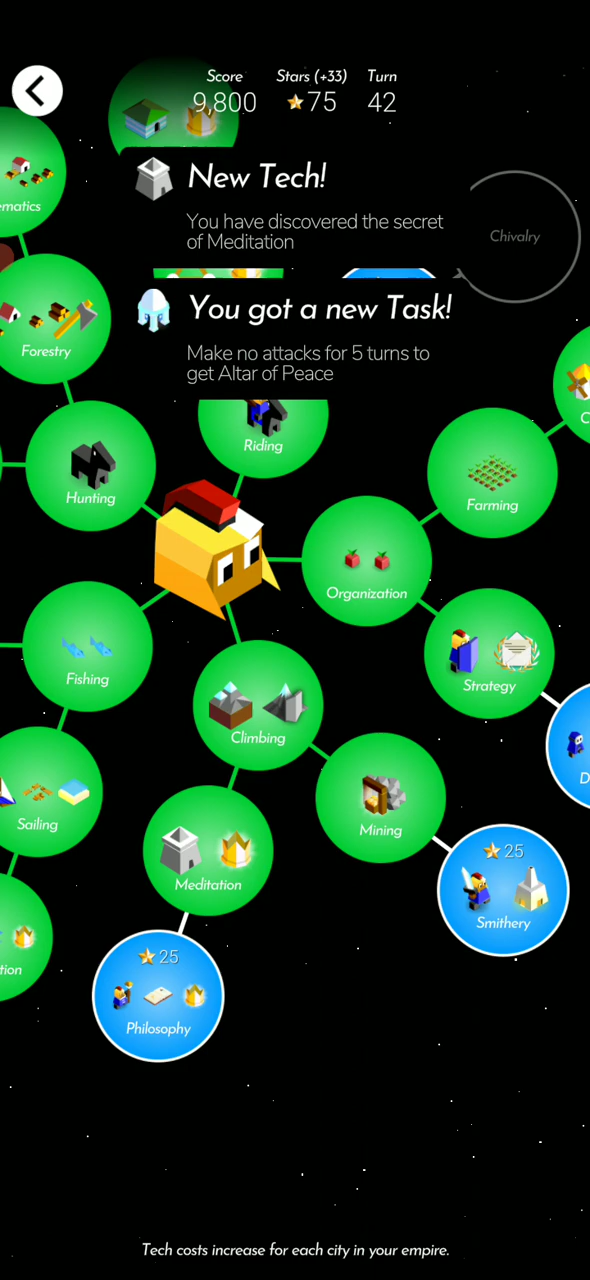 Score
Stars (+33)
Turn
9,800
75
42
New Tech!
You have discovered the secret
of Meditation
Chivalry
ematics
You got a new Task!
Make no attacks for 5 turns to
get Altar of Peace
Forestry
Riding
C
Hunting
Farming
Organization
Fishing
Strategy
Climbing
D
Sailing
Mining
25
Smithery
Meditation
25
tion
Philosophy
Tech costs increase for each city in your empire.